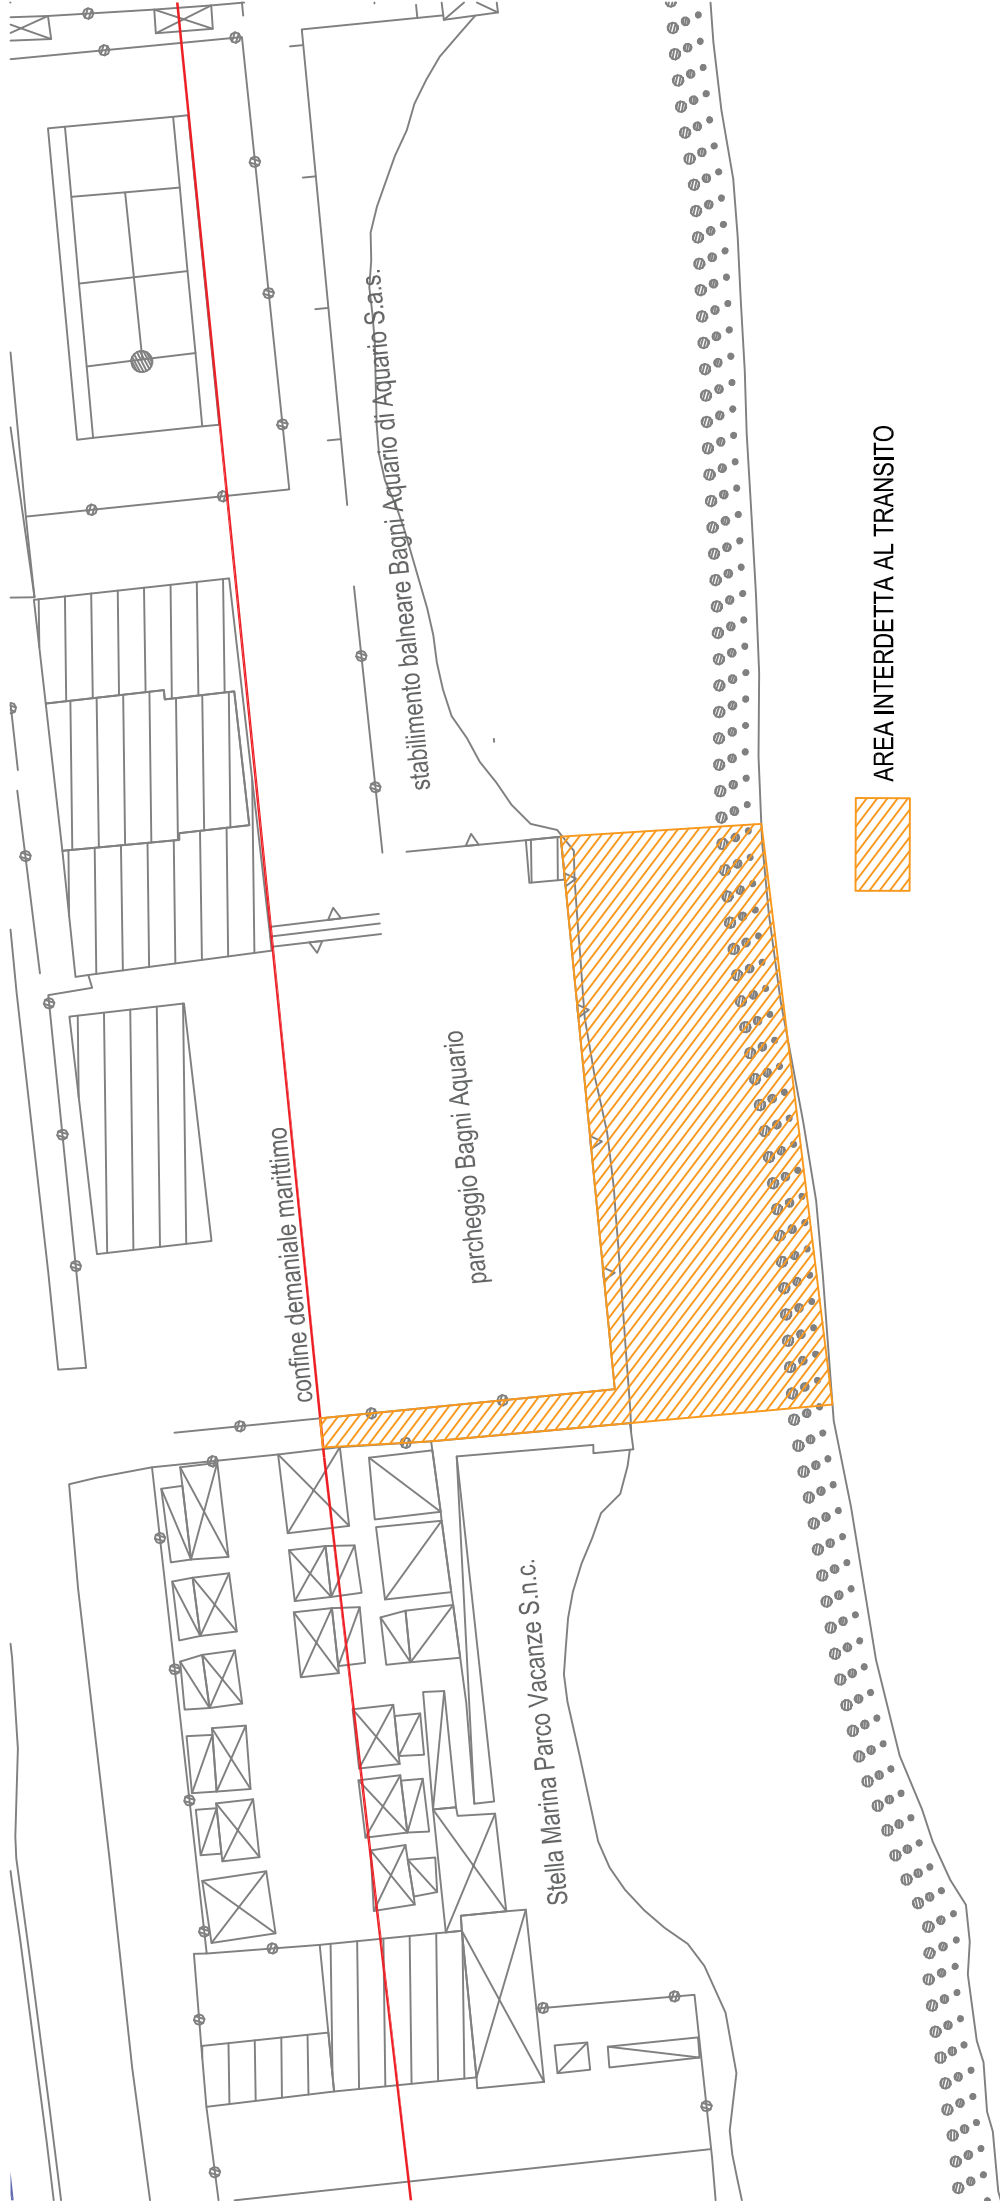 stabilimento balneare Bagni Aquario di Aquario S.a.s.
AREA INTERDETTA AL TRANSITO
parcheggio Bagni Aquario
confine demaniale marittimo
Stella Marina Parco Vacanze S.n.c.